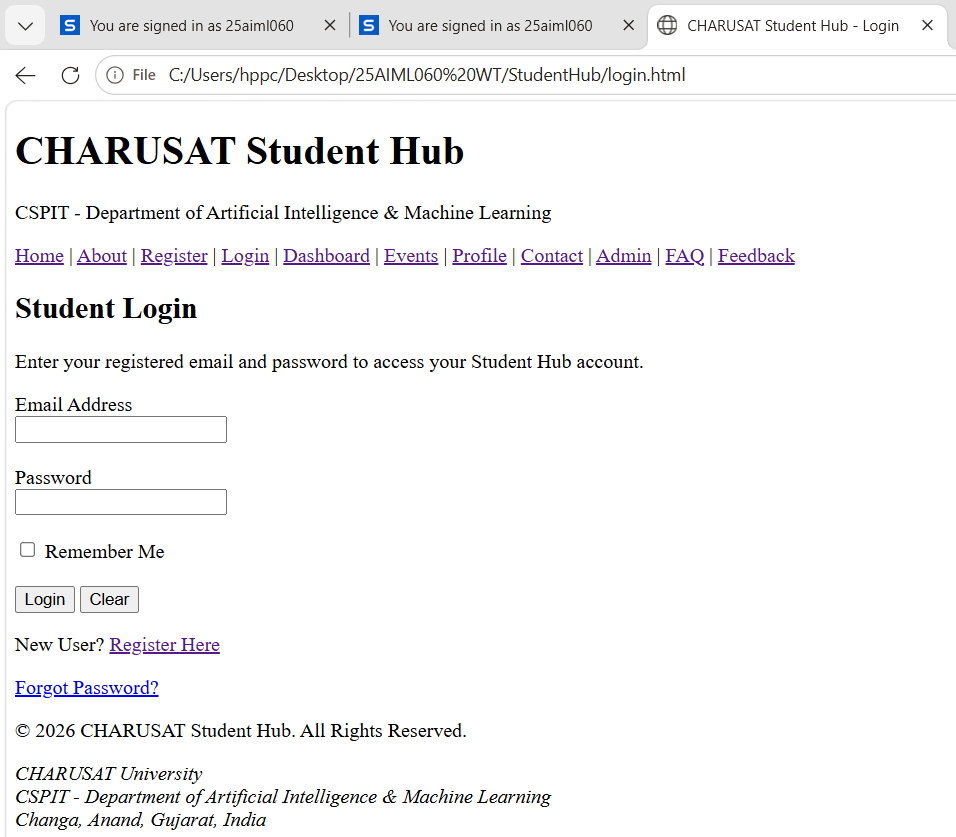 You are signed in as 25aiml060
You are signed in as 25aiml060
CHARUSAT Student Hub - Login
File C:/Users/hppc/Desktop/25AIML060%20WT/StudentHub/login.html
CHARUSAT Student Hub
CSPIT - Department of Artificial Intelligence & Machine Learning
Home | About | Register | Login | Dashboard | Events | Profile | Contact | Admin | FAQ | Feedback
Student Login
Enter your registered email and password to access your Student Hub account.
Email Address
Password
Remember Me
Login Clear
New User? Register Here
Forgot Password?
© 2026 CHARUSAT Student Hub. All Rights Reserved.
CHARUSAT University
CSPIT - Department of Artificial Intelligence & Machine Learning
Changa, Anand, Gujarat, India